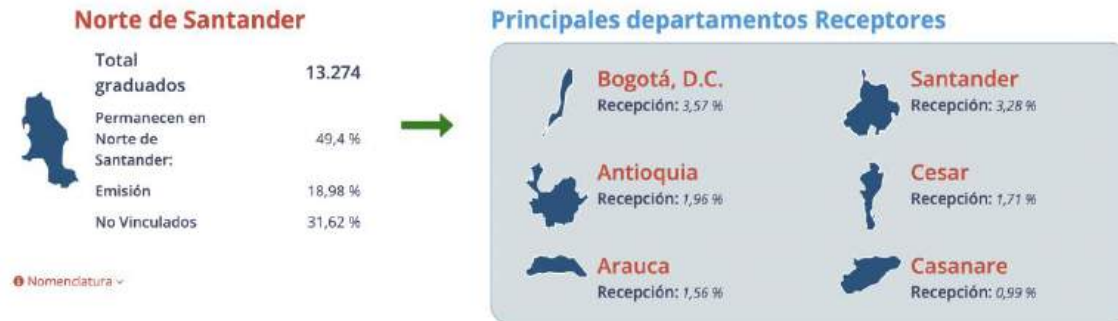 Norte de Santander
Total
graduados
13.274
Permanecen en
Norte de
Santander:
49,4 %
Emisión
18,98 %
No Vinculados
31,62 %
Nomenclatura
Principales departamentos Receptores
Bogotá, D.C.
Recepción: 3,57 %
Santander
Recepción: 3,28 %
Antioquia
Recepción: 1,96 %
Cesar
Recepción: 1,71 %
Arauca
Recepción: 1,56 %
Casanare
Recepción: 0,99 %